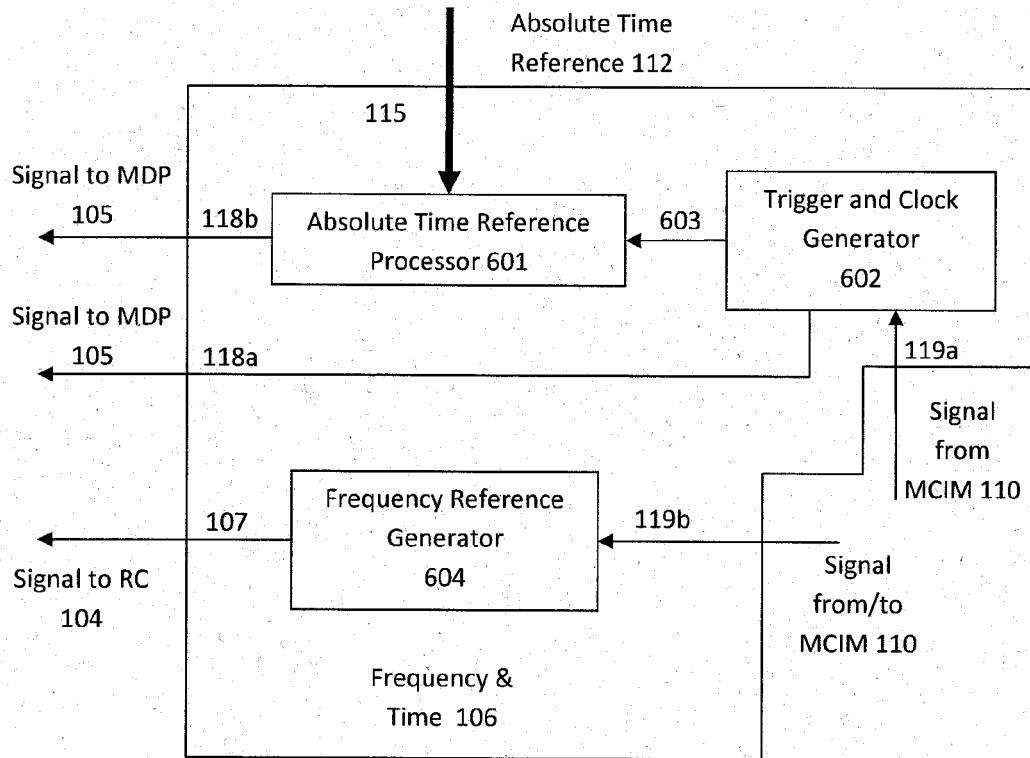 Absolute Time
Reference 112
115
Signal to MDP
105
118b
Absolute Time Reference
Processor 601
603
Trigger and Clock
Generator
602
Signal to MDP
105
118a
119a
Signal
from
MCIM 110
Frequency Reference
Generator
604
107
119b
Signal to RC
104
Signal
from/to
MCIM 110
Frequency &
Time 106